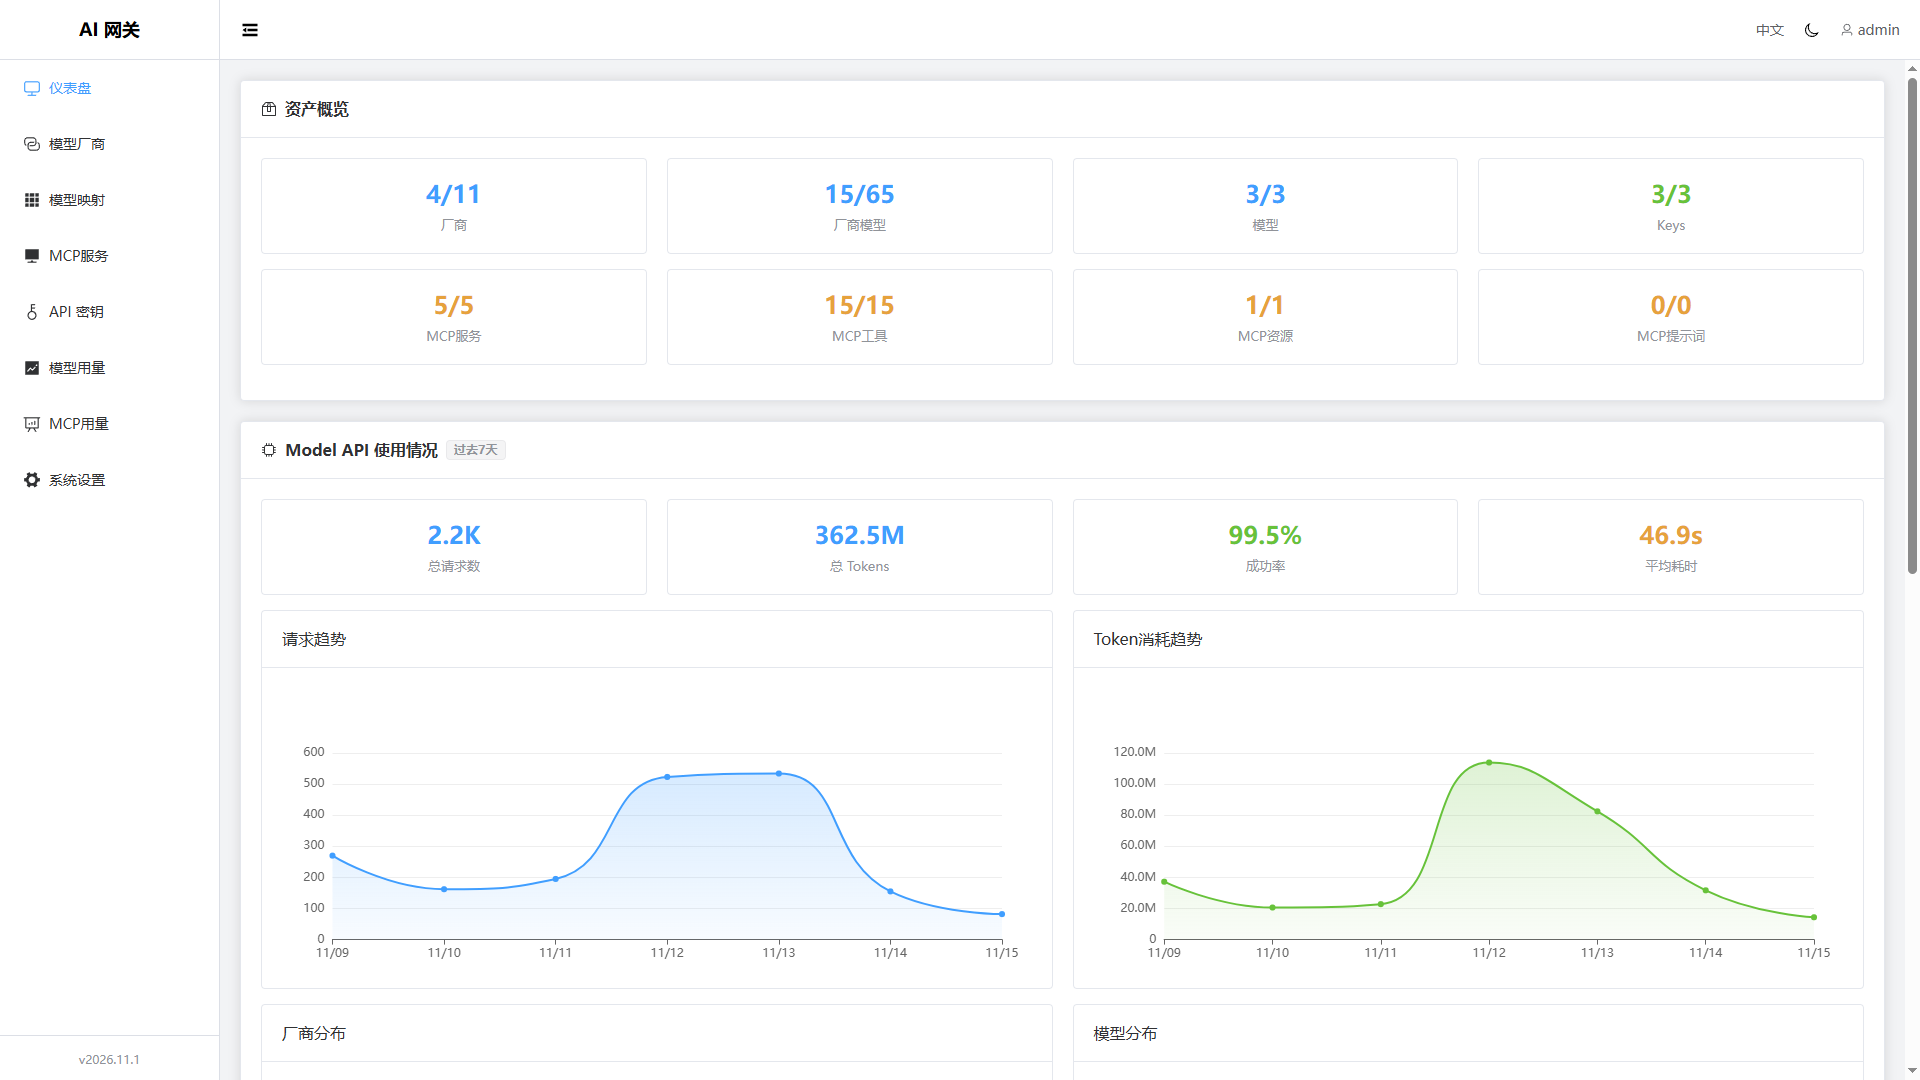 AI 网关
中文
admin
仪表盘
模型厂商
模型映射
MCP服务
API 密钥
模型用量
MCP用量
系统设置
v2026.11.1
资产概览
4/11
厂商
15/65
厂商模型
3/3
模型
3/3
Keys
5/5
MCP服务
15/15
MCP工具
1/1
MCP资源
0/0
MCP提示词
Model API 使用情况 过去7天
2.2K
总请求数
362.5M
总 Tokens
99.5%
成功率
46.9s
平均耗时
请求趋势
600
500
400
300
200
100
0
11/09 11/10 11/11 11/12 11/13 11/14 11/15
Token消耗趋势
120.0M
100.0M
80.0M
60.0M
40.0M
20.0M
0
11/09 11/10 11/11 11/12 11/13 11/14 11/15
厂商分布
模型分布